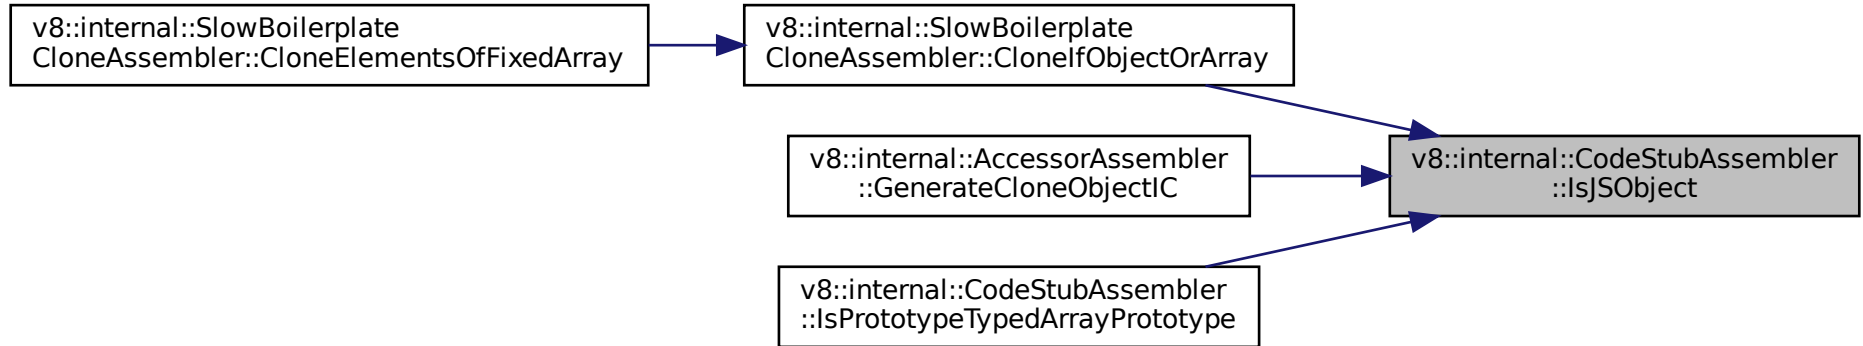 v8::internal::SlowBoilerplate
CloneAssembler::CloneElementsOfFixedArray
v8::internal::SlowBoilerplate
CloneAssembler::CloneIfObjectOrArray
v8::internal::AccessorAssembler
::GenerateCloneObjectIC
v8::internal::CodeStubAssembler
::IsJSObject
v8::internal::CodeStubAssembler
::IsPrototypeTypedArrayPrototype